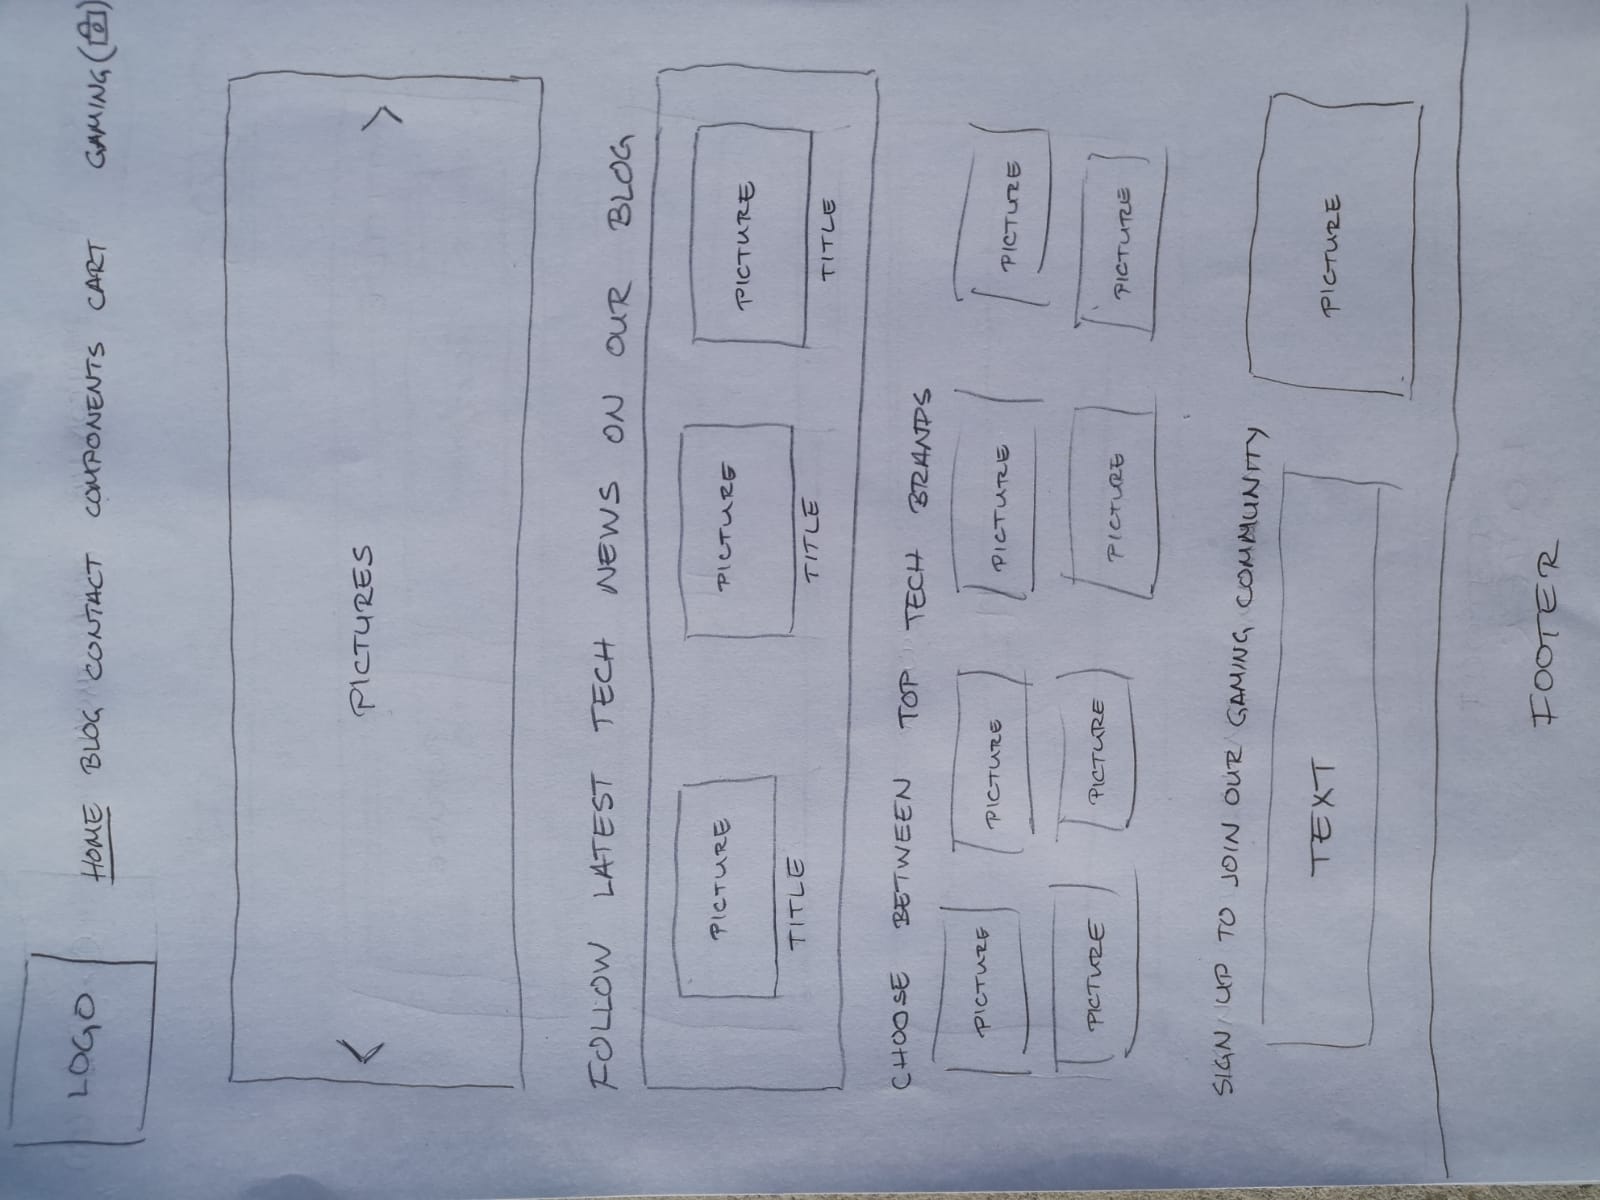 LOGO
HOME BLOG CONTACT COMPONENTS CART GAMING
PICTURES
FOLLOW LATEST TECH NEWS ON OUR BLOG
PICTURE PICTURE PICTURE
TITLE TITLE TITLE
CHOOSE BETWEEN TOP TECH BRANDS
PICTURE PICTURE PICTURE PICTURE
PICTURE PICTURE PICTURE PICTURE
SIGN UP TO JOIN OUR GAMING COMMUNITY
TEXT PICTURE
FOOTER